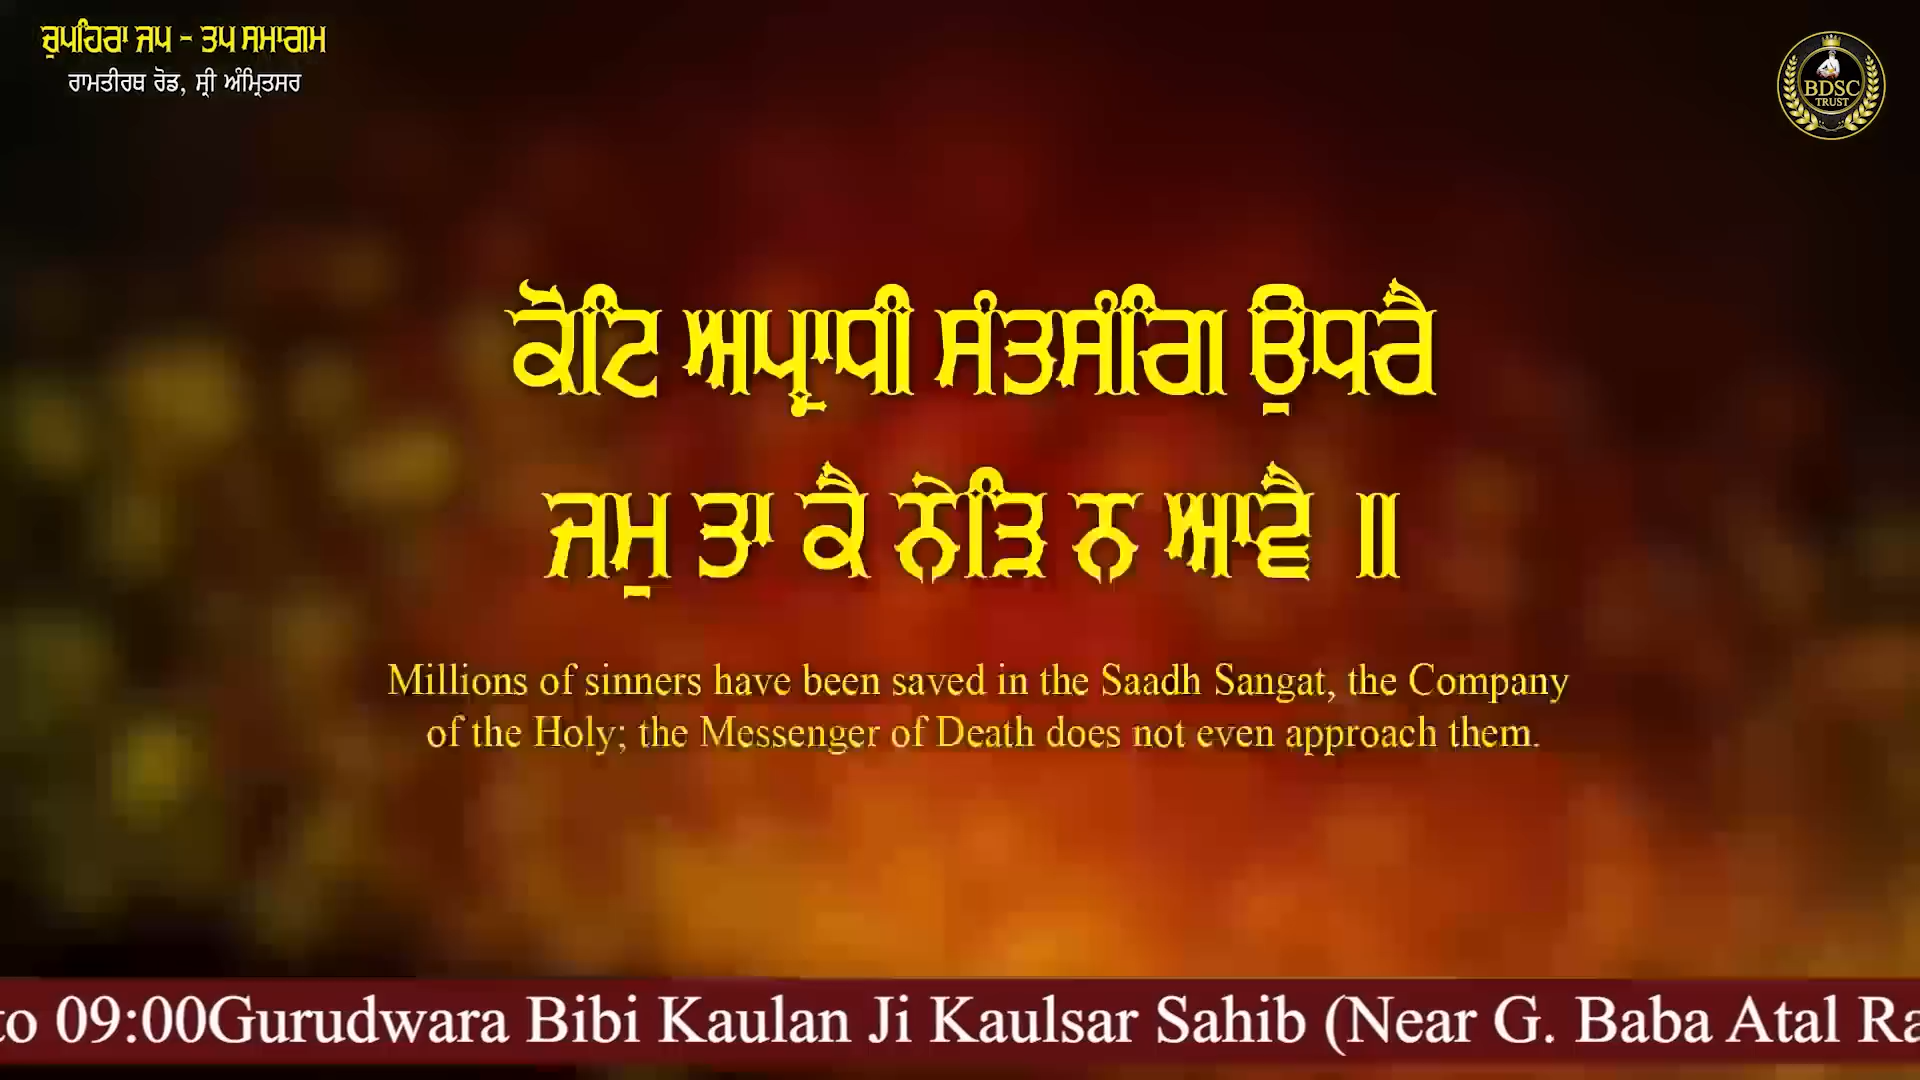 ਚੁਪਹਿਰਾ ਜਪ - ਤਪ ਸਮਾਗਮ
ਰਾਮਤੀਰਥ ਰੋਡ, ਸ੍ਰੀ ਅੰਮ੍ਰਿਤਸਰ
BDSC
TRUST
ਕੋਟਿ ਅਪ੍ਰਾਧੀ ਸੰਤਸੰਗਿ ਉਧਰੈ
ਜਮੁ ਤਾ ਕੈ ਨੇੜਿ ਨ ਆਵੈ ॥
Millions of sinners have been saved in the Saadh Sangat, the Company
of the Holy; the Messenger of Death does not even approach them.
to 09:00Gurudwara Bibi Kaulan Ji Kaulsar Sahib (Near G. Baba Atal Ra